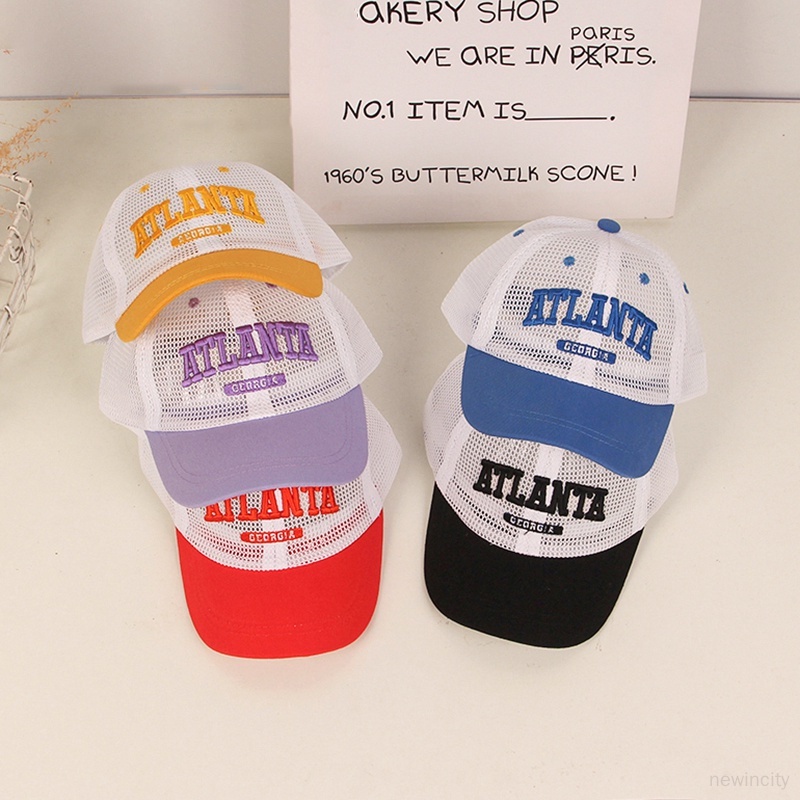 AKERY SHOP
PARIS
WE ARE IN PERIS.
NO.1 ITEM IS_____.
1960'S BUTTERMILK SCONE!
ATLANTA
GEORGIA
ATLANTA
GEORGIA
ATLANTA
GEORGIA
ATLANTA
GEORGIA
ATLANTA
GEORGIA
newincity